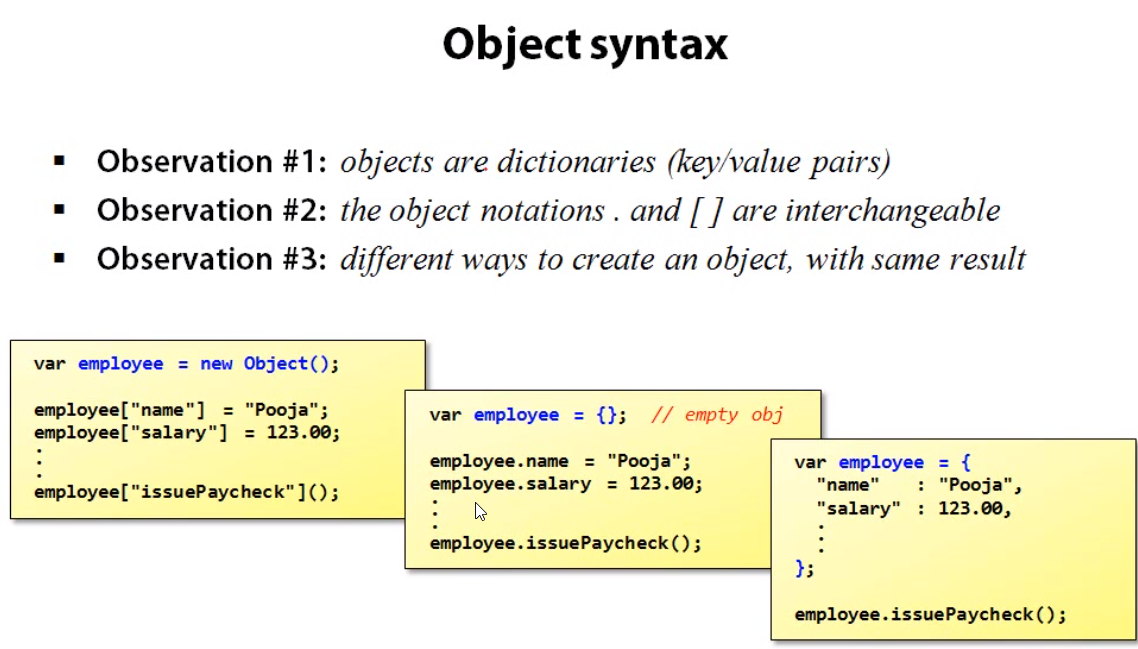 Object syntax
▪ Observation #1: objects are dictionaries (key/value pairs)
▪ Observation #2: the object notations . and [ ] are interchangeable
▪ Observation #3: different ways to create an object, with same result
var employee = new Object();
employee["name"] = "Pooja";
employee["salary"] = 123.00;
.
.
.
employee["issuePaycheck"]();
var employee = {}; // empty obj
employee.name = "Pooja";
employee.salary = 123.00;
.
.
.
employee.issuePaycheck();
var employee = {
"name" : "Pooja",
"salary" : 123.00,
.
.
.
};
employee.issuePaycheck();